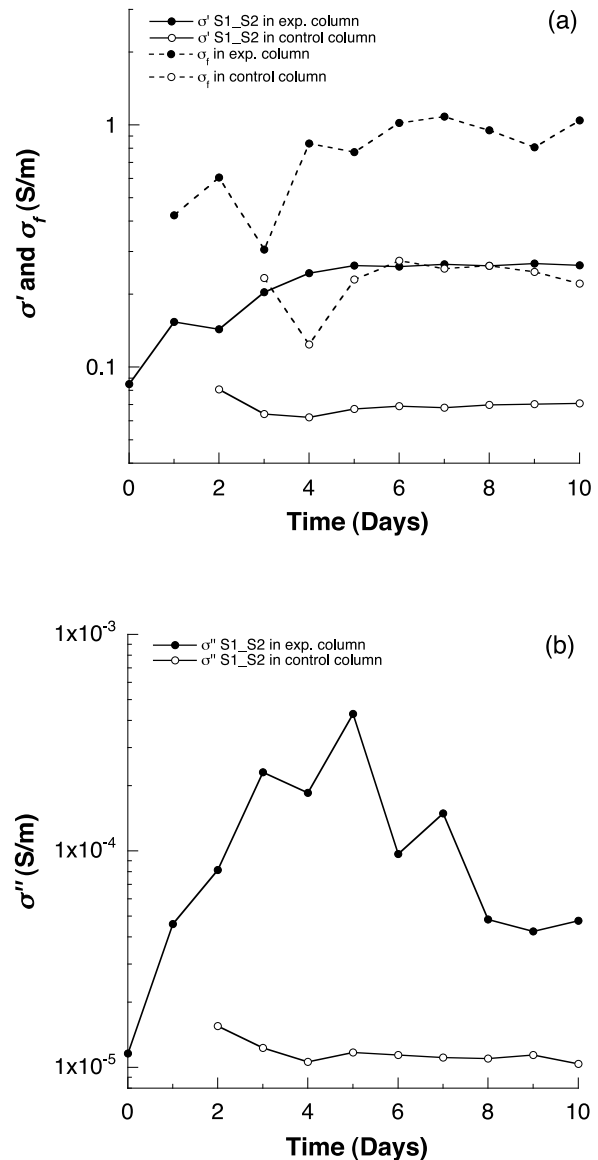 (a)
σ' S1_S2 in exp. column
σ' S1_S2 in control column
σf in exp. column
σf in control column
1
0.1
σ' and σf (S/m)
0 2 4 6 8 10
Time (Days)
(b)
σ" S1_S2 in exp. column
σ" S1_S2 in control column
1x10-3
1x10-4
1x10-5
σ" (S/m)
0 2 4 6 8 10
Time (Days)